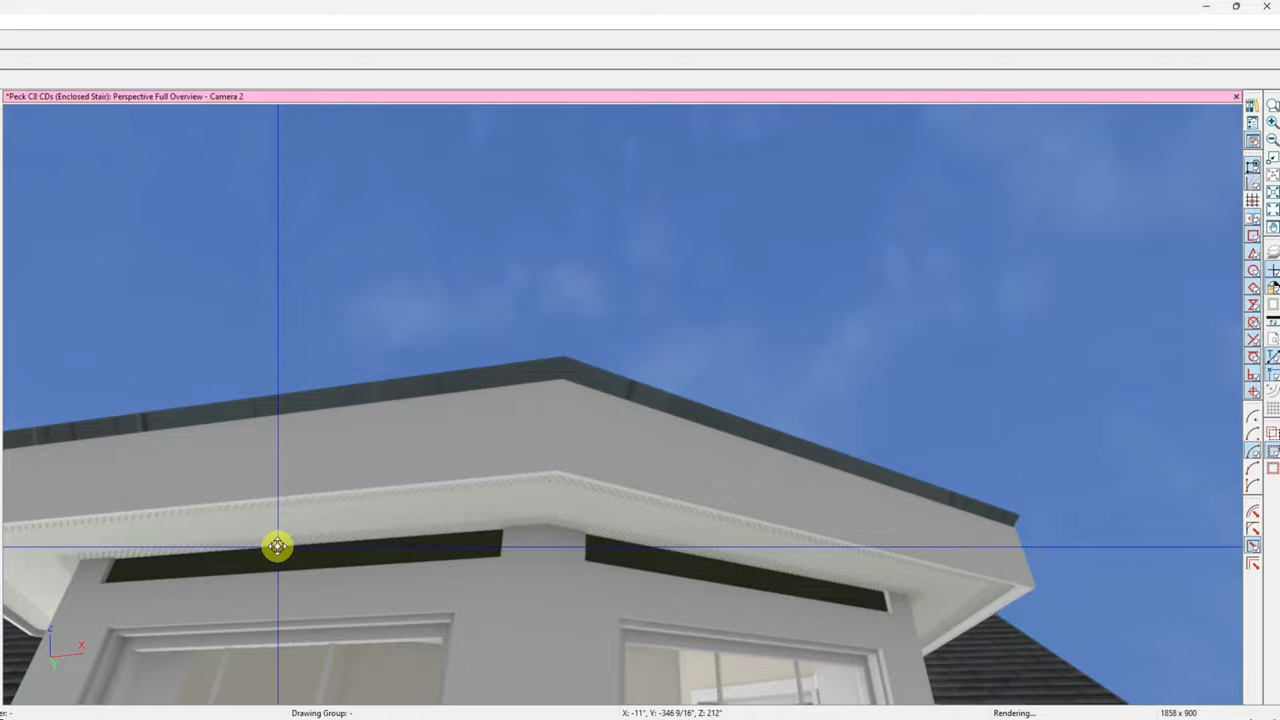 *Peck C8 CDs (Enclosed Stair): Perspective Full Overview - Camera 2
Z
X
Y
er: -
Drawing Group: -
X: -11", Y: -346 9/16", Z: 212"
Rendering...
1858 x 900